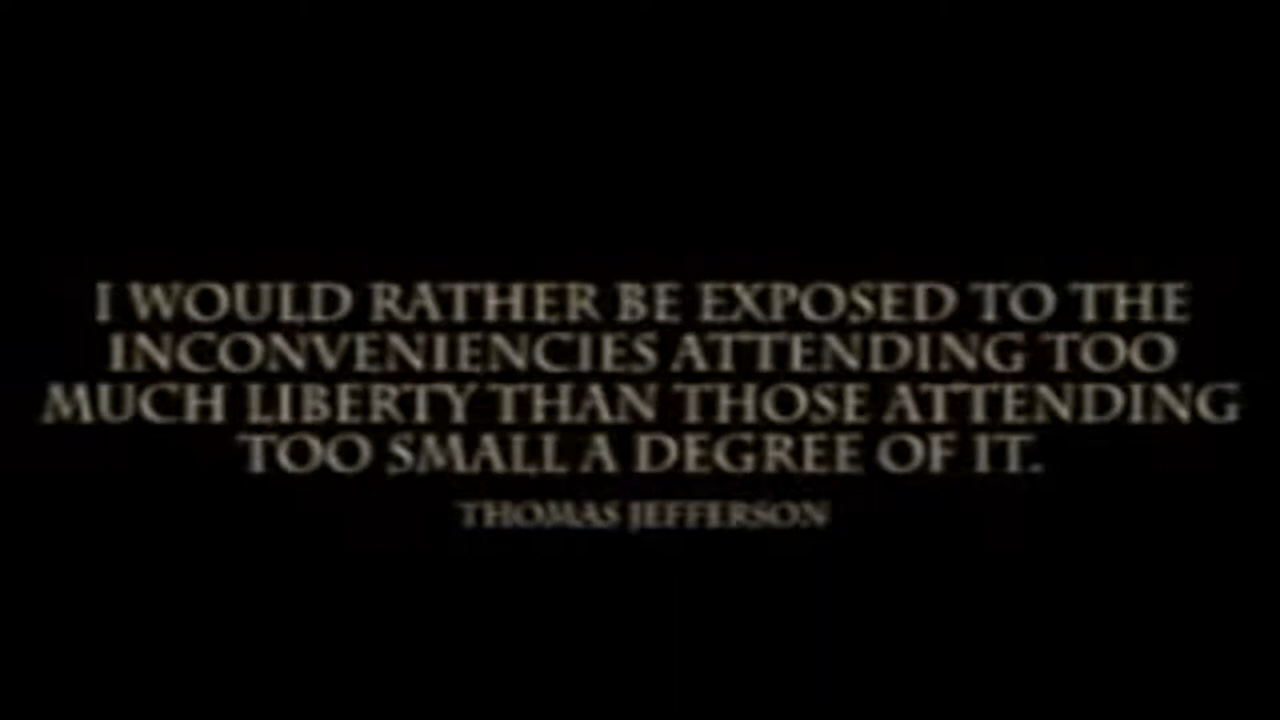 I WOULD RATHER BE EXPOSED TO THE
INCONVENIENCIES ATTENDING TOO
MUCH LIBERTY THAN THOSE ATTENDING
TOO SMALL A DEGREE OF IT.
THOMAS JEFFERSON